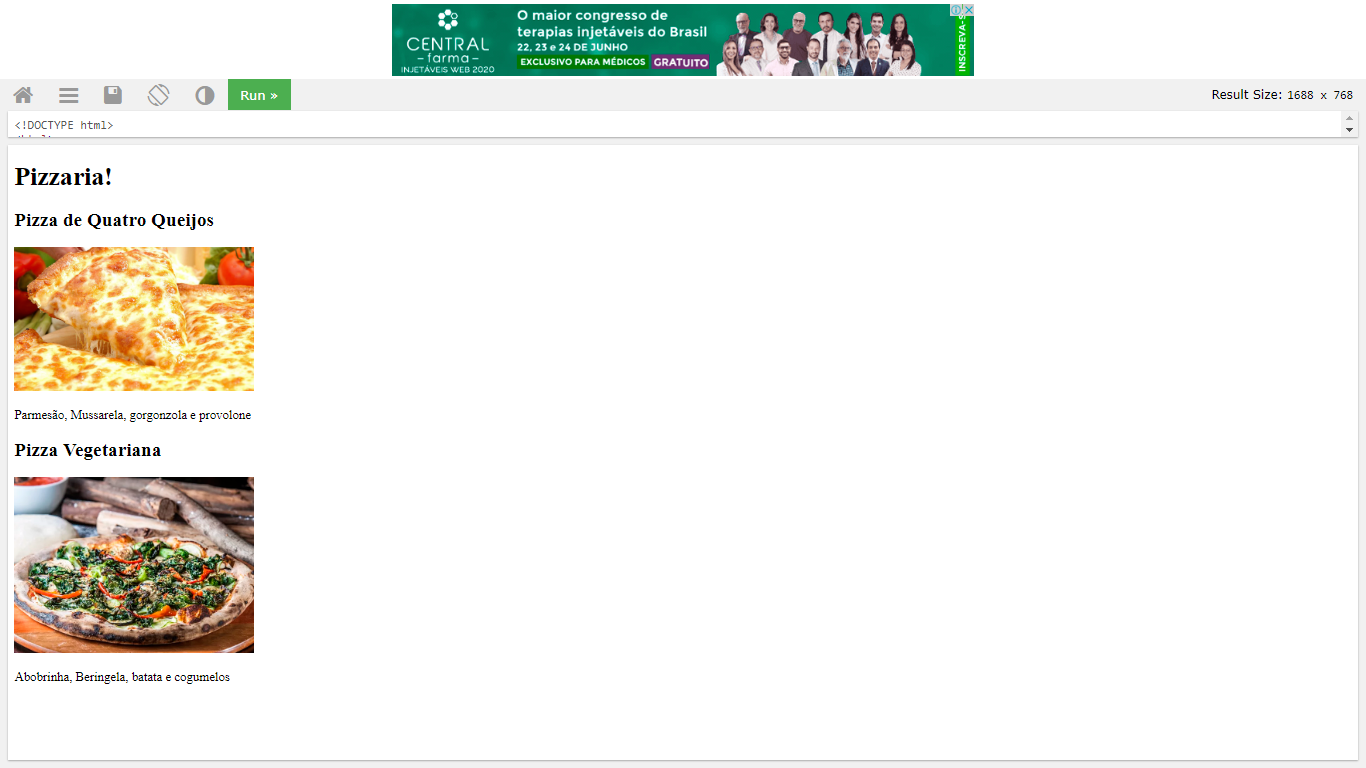 CENTRAL
farma
INJETÁVEIS WEB 2020
O maior congresso de
terapias injetáveis do Brasil
22, 23 e 24 DE JUNHO
EXCLUSIVO PARA MÉDICOS GRATUITO
Run »
Result Size: 1688 x 768
<!DOCTYPE html>
Pizzaria!
Pizza de Quatro Queijos
Parmesão, Mussarela, gorgonzola e provolone
Pizza Vegetariana
Abobrinha, Beringela, batata e cogumelos